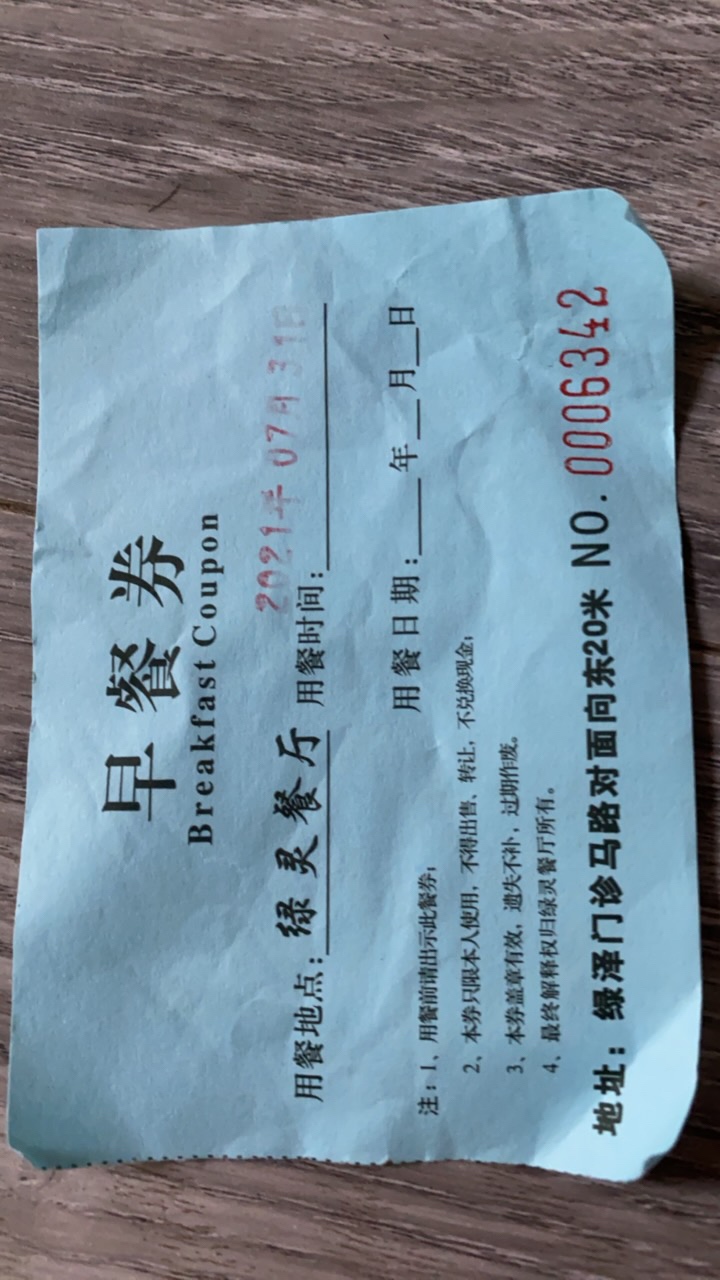 早餐券
Breakfast Coupon
用餐地点：绿灵餐厅 用餐时间：2021年07月31日
用餐日期：____年__月__日
注：1、用餐前请出示此餐券；
2、本券只限本人使用，不得出售、转让，不兑换现金；
3、本券盖章有效，遗失不补，过期作废。
4、最终解释权归绿灵餐厅所有。
地址：绿泽门诊马路对面向东20米 NO.0006342